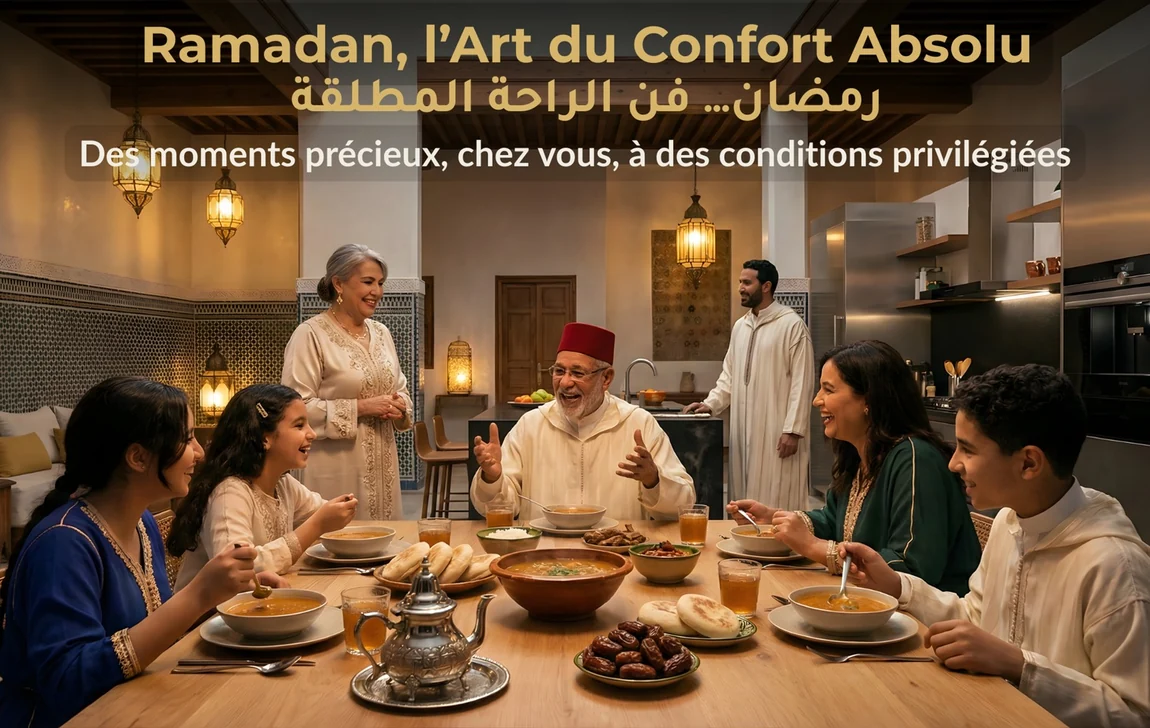 Ramadan, l’Art du Confort Absolu
رمضان... فن الراحة المطلقة
Des moments précieux, chez vous, à des conditions privilégiées